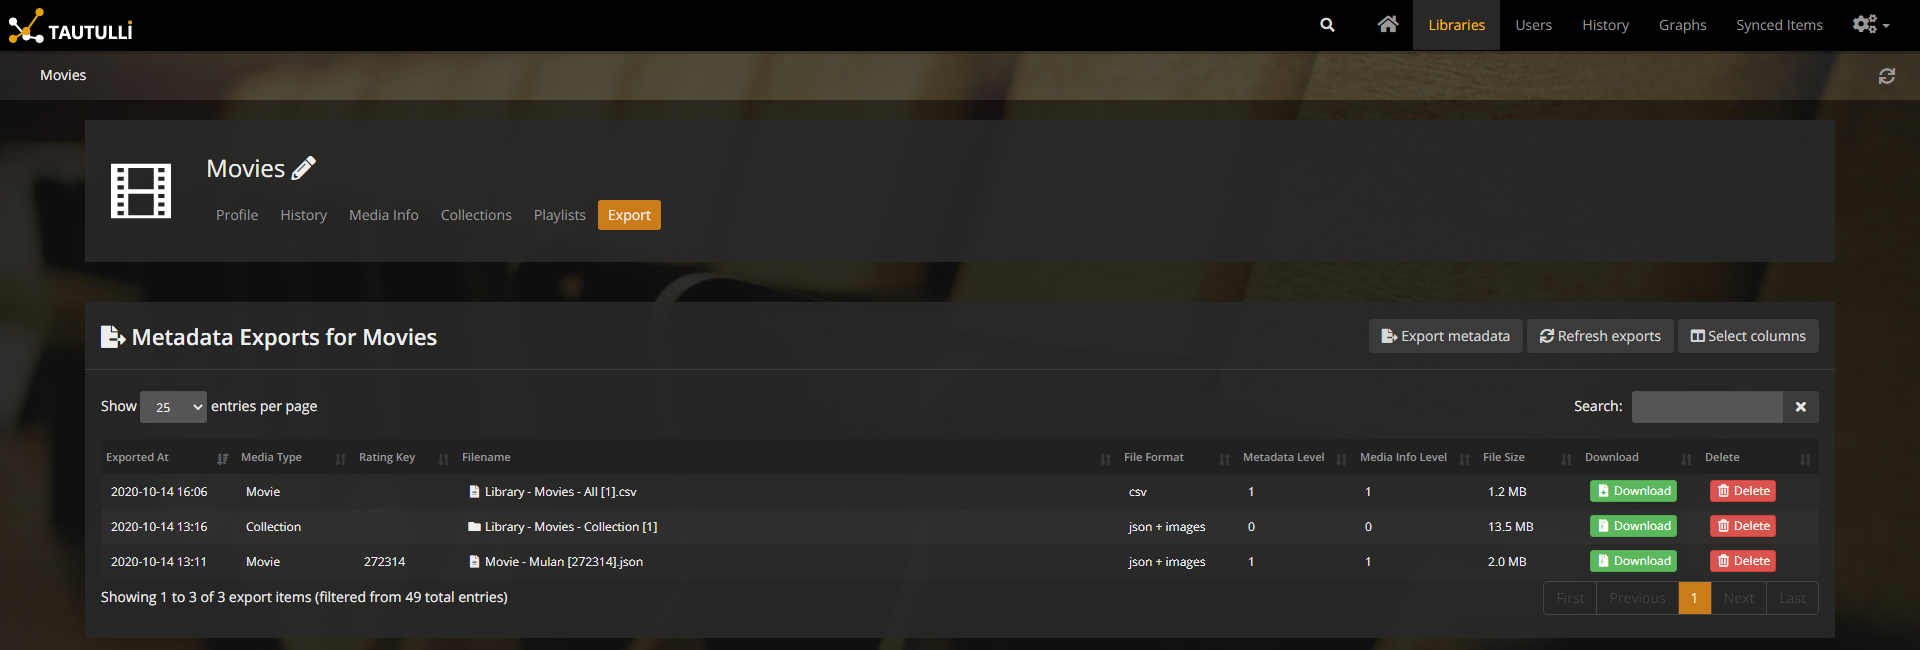 TAUTULLI
Libraries Users History Graphs Synced Items
Movies
Movies
Profile History Media Info Collections Playlists Export
Metadata Exports for Movies
Export metadata Refresh exports Select columns
Show 25 entries per page Search:
Exported At Media Type Rating Key Filename File Format Metadata Level Media Info Level File Size Download Delete
2020-10-14 16:06 Movie Library - Movies - All [1].csv csv 1 1 1.2 MB Download Delete
2020-10-14 13:16 Collection Library - Movies - Collection [1] json + images 0 0 13.5 MB Download Delete
2020-10-14 13:11 Movie 272314 Movie - Mulan [272314].json json + images 1 1 2.0 MB Download Delete
Showing 1 to 3 of 3 export items (filtered from 49 total entries)
First Previous 1 Next Last